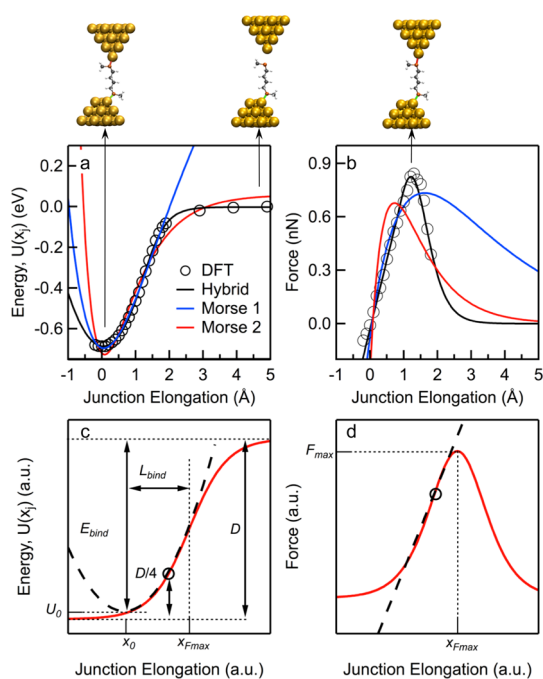 a
Energy, U(xj) (eV)
0.2
0.0
-0.2
-0.4
-0.6
DFT
Hybrid
Morse 1
Morse 2
-1 0 1 2 3 4 5
Junction Elongation (Å)
b
Force (nN)
0.9
0.6
0.3
0.0
-1 0 1 2 3 4 5
Junction Elongation (Å)
c
Energy, U(xj) (a.u.)
Lbind
Ebind
D
D/4
U0
x0
xFmax
Junction Elongation (a.u.)
d
Force (a.u.)
Fmax
xFmax
Junction Elongation (a.u.)